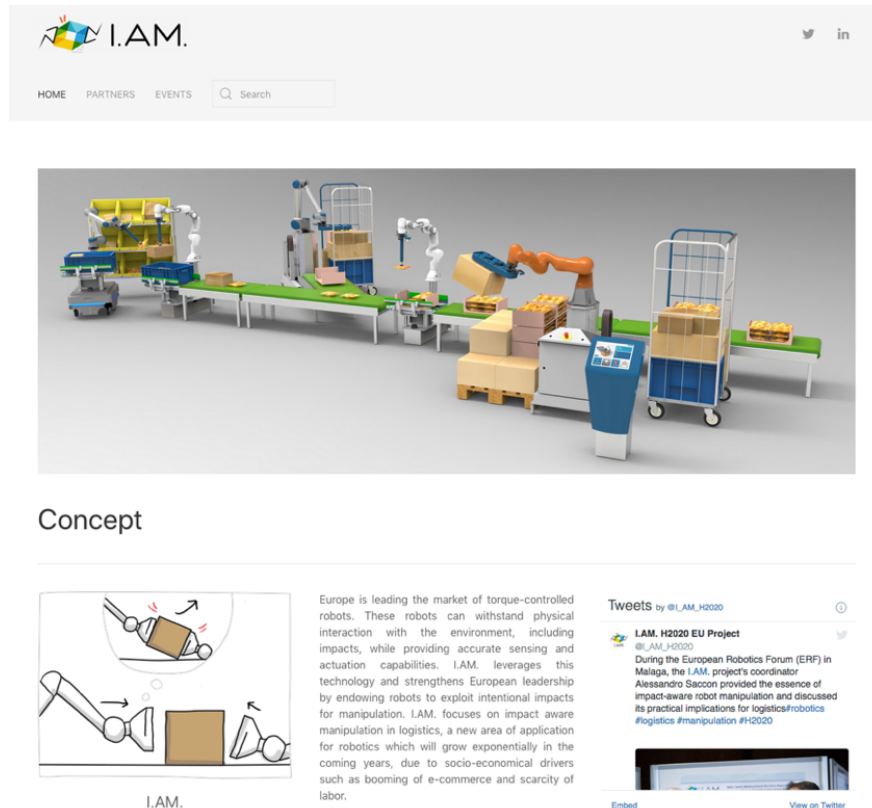 I.AM.
HOME PARTNERS EVENTS Search
Concept
I.AM.
Europe is leading the market of torque-controlled
robots. These robots can withstand physical
interaction with the environment, including
impacts, while providing accurate sensing and
actuation capabilities. I.AM. leverages this
technology and strengthens European leadership
by endowing robots to exploit intentional impacts
for manipulation. I.AM. focuses on impact aware
manipulation in logistics, a new area of application
for robotics which will grow exponentially in the
coming years, due to socio-economical drivers
such as booming of e-commerce and scarcity of
labor.
Tweets by @I_AM_H2020
I.AM. H2020 EU Project
@I_AM_H2020
During the European Robotics Forum (ERF) in
Malaga, the I.AM. project's coordinator
Alessandro Saccon provided the essence of
impact-aware robot manipulation and discussed
its practical implications for logistics#robotics
#logistics #manipulation #H2020
Embed View on Twitter